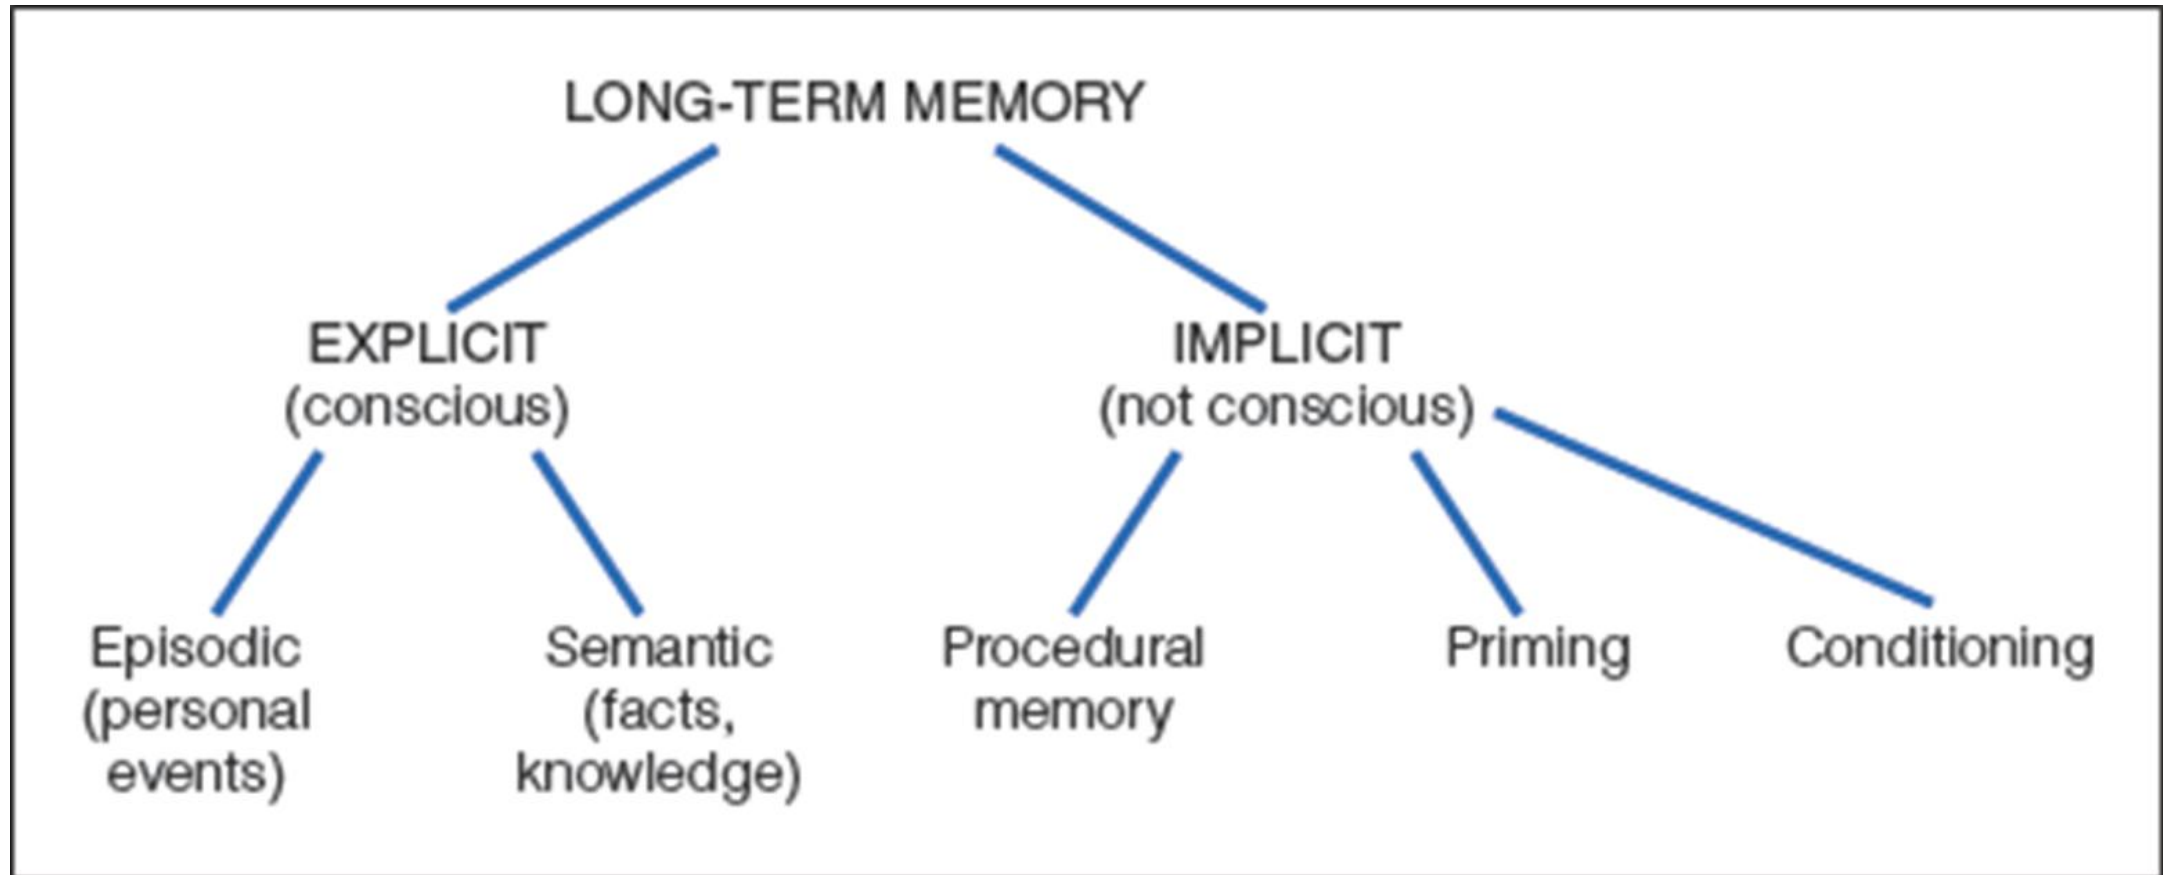 LONG-TERM MEMORY
EXPLICIT
(conscious)
IMPLICIT
(not conscious)
Episodic
(personal
events)
Semantic
(facts,
knowledge)
Procedural
memory
Priming
Conditioning